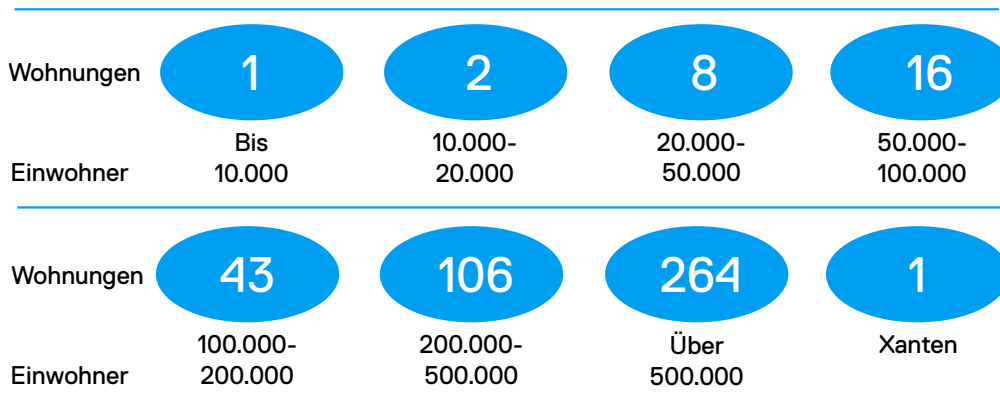 Wohnungen 1 2 8 16
Bis 10.000- 20.000- 50.000-
Einwohner 10.000 20.000 50.000 100.000
Wohnungen 43 106 264 1
100.000- 200.000- Über Xanten
Einwohner 200.000 500.000 500.000